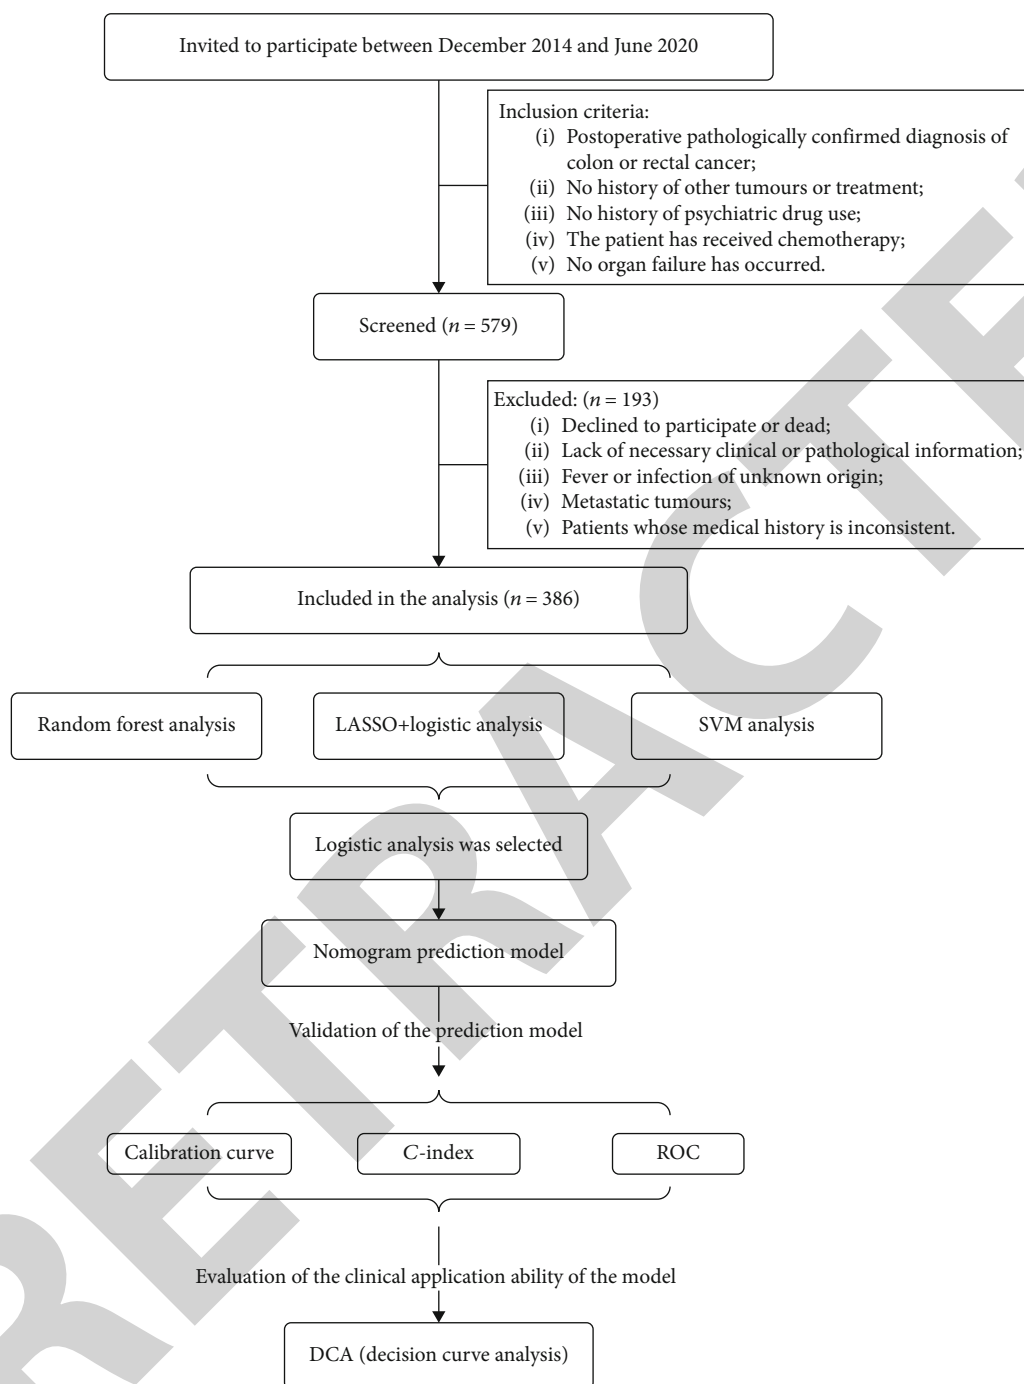 Invited to participate between December 2014 and June 2020
Inclusion criteria:
(i) Postoperative pathologically confirmed diagnosis of
colon or rectal cancer;
(ii) No history of other tumours or treatment;
(iii) No history of psychiatric drug use;
(iv) The patient has received chemotherapy;
(v) No organ failure has occurred.
Screened (n = 579)
Excluded: (n = 193)
(i) Declined to participate or dead;
(ii) Lack of necessary clinical or pathological information;
(iii) Fever or infection of unknown origin;
(iv) Metastatic tumours;
(v) Patients whose medical history is inconsistent.
Included in the analysis (n = 386)
Random forest analysis
LASSO+logistic analysis
SVM analysis
Logistic analysis was selected
Nomogram prediction model
Validation of the prediction model
Calibration curve
C-index
ROC
Evaluation of the clinical application ability of the model
DCA (decision curve analysis)
RETRACTE